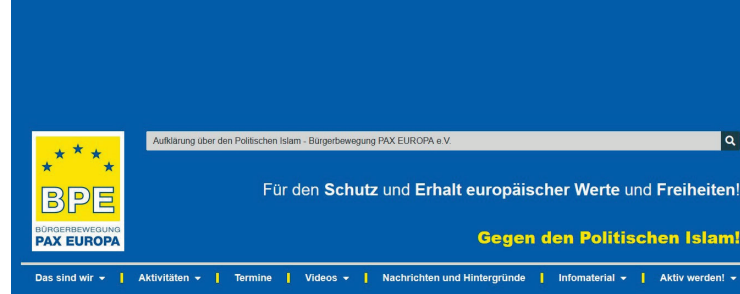 Aufklärung über den Politischen Islam - Bürgerbewegung PAX EUROPA e.V.
BPE
BÜRGERBEWEGUNG
PAX EUROPA
Für den Schutz und Erhalt europäischer Werte und Freiheiten!
Gegen den Politischen Islam!
Das sind wir | Aktivitäten | Termine | Videos | Nachrichten und Hintergründe | Infomaterial | Aktiv werden!